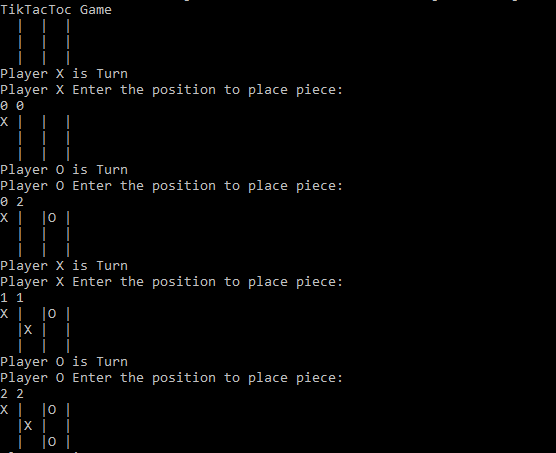 TikTacToc Game
  |  |  |
  |  |  |
  |  |  |
Player X is Turn
Player X Enter the position to place piece:
0 0
X |  |  |
  |  |  |
  |  |  |
Player O is Turn
Player O Enter the position to place piece:
0 2
X |  |O |
  |  |  |
  |  |  |
Player X is Turn
Player X Enter the position to place piece:
1 1
X |  |O |
  |X |  |
  |  |  |
Player O is Turn
Player O Enter the position to place piece:
2 2
X |  |O |
  |X |  |
  |  |O |